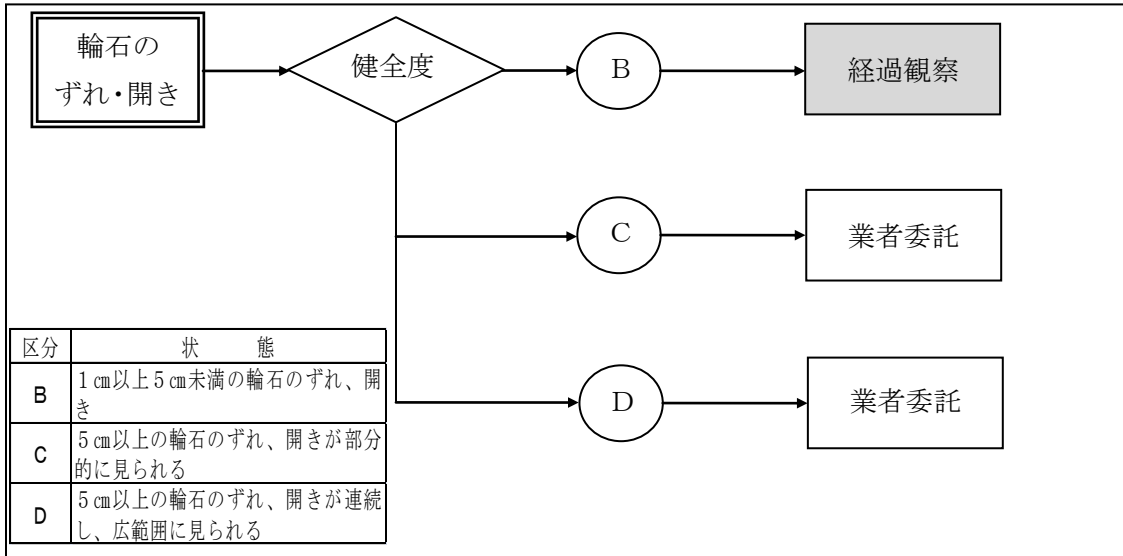 輪石の
ずれ・開き
健全度
B
経過観察
C
業者委託
D
業者委託
区分 状態
B 1㎝以上5㎝未満の輪石のずれ、開
き
C 5㎝以上の輪石のずれ、開きが部分
的に見られる
D 5㎝以上の輪石のずれ、開きが連続
し、広範囲に見られる